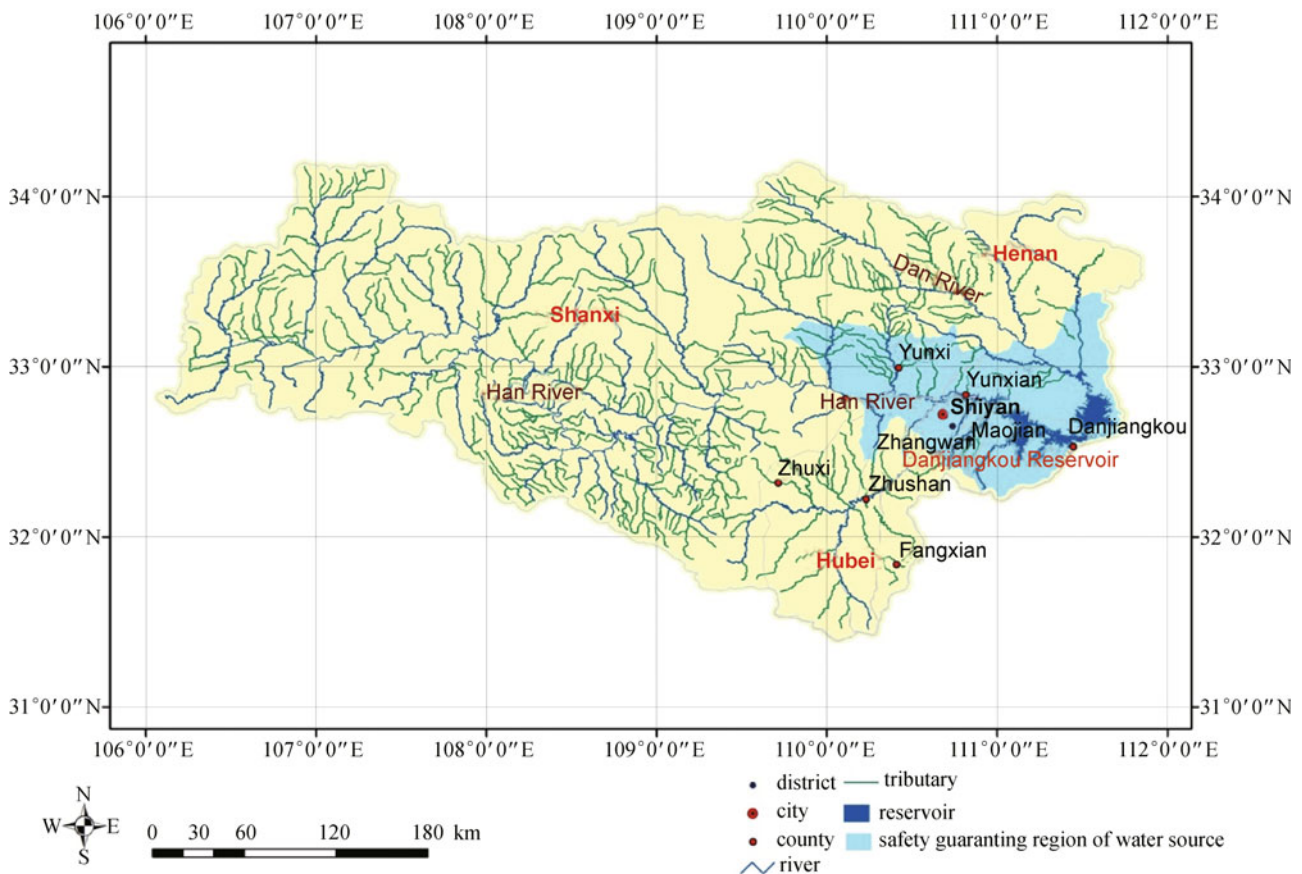 106°0′0″E 107°0′0″E 108°0′0″E 109°0′0″E 110°0′0″E 111°0′0″E 112°0′0″E
34°0′0″N 34°0′0″N
Henan
Dan River
Shanxi
33°0′0″N 33°0′0″N
Yunxi
Yunxian
Han River
Han River
Shiyan
Maojian
Danjiangkou
Zhangwan
Danjiangkou Reservoir
Zhuxi
Zhushan
32°0′0″N 32°0′0″N
Fangxian
Hubei
31°0′0″N 31°0′0″N
106°0′0″E 107°0′0″E 108°0′0″E 109°0′0″E 110°0′0″E 111°0′0″E 112°0′0″E
N
W E
S
0 30 60 120 180 km
district tributary
city reservoir
county safety guaranting region of water source
river